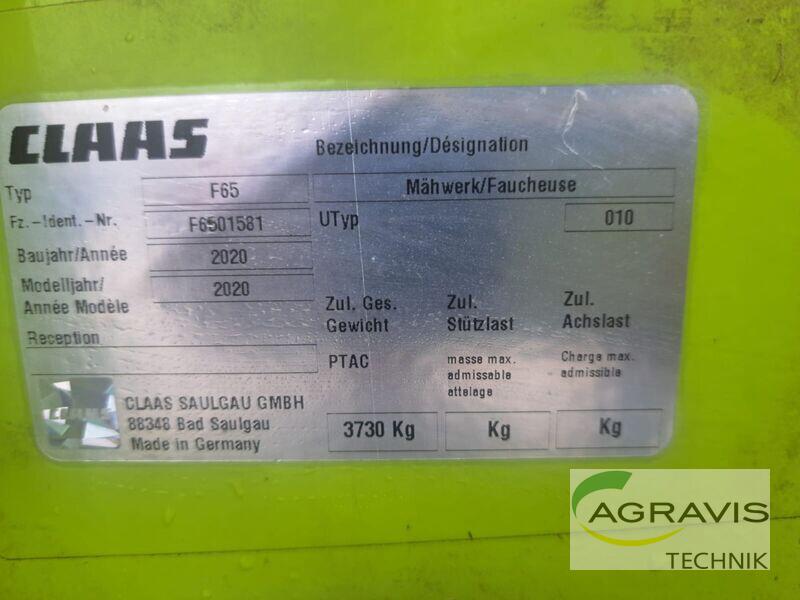 CLAAS
Bezeichnung/Désignation
Typ F65 Mähwerk/Faucheuse
Fz.-Ident.-Nr. F6501581 UTyp 010
Baujahr/Année 2020
Modelljahr/ 2020
Année Modèle
Zul. Ges. Zul. Zul.
Gewicht Stützlast Achslast
Reception
PTAC masse max. Charge max.
admissable admissible
attelage
CLAAS
CLAAS SAULGAU GMBH
88348 Bad Saulgau
Made in Germany
3730 Kg Kg Kg
AGRAVIS
TECHNIK